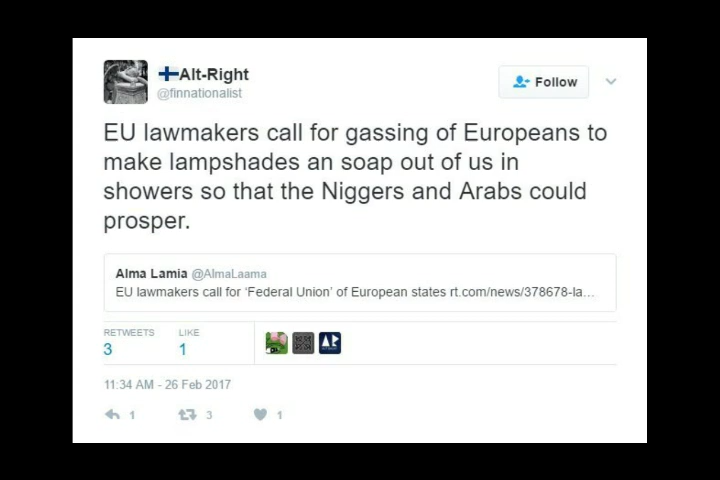 Alt-Right
@finnationalist
Follow
EU lawmakers call for gassing of Europeans to
make lampshades an soap out of us in
showers so that the Niggers and Arabs could
prosper.
Alma Lamia @AlmaLaama
EU lawmakers call for ‘Federal Union’ of European states rt.com/news/378678-la...
RETWEETS LIKE
3 1
11:34 AM - 26 Feb 2017
1 3 1